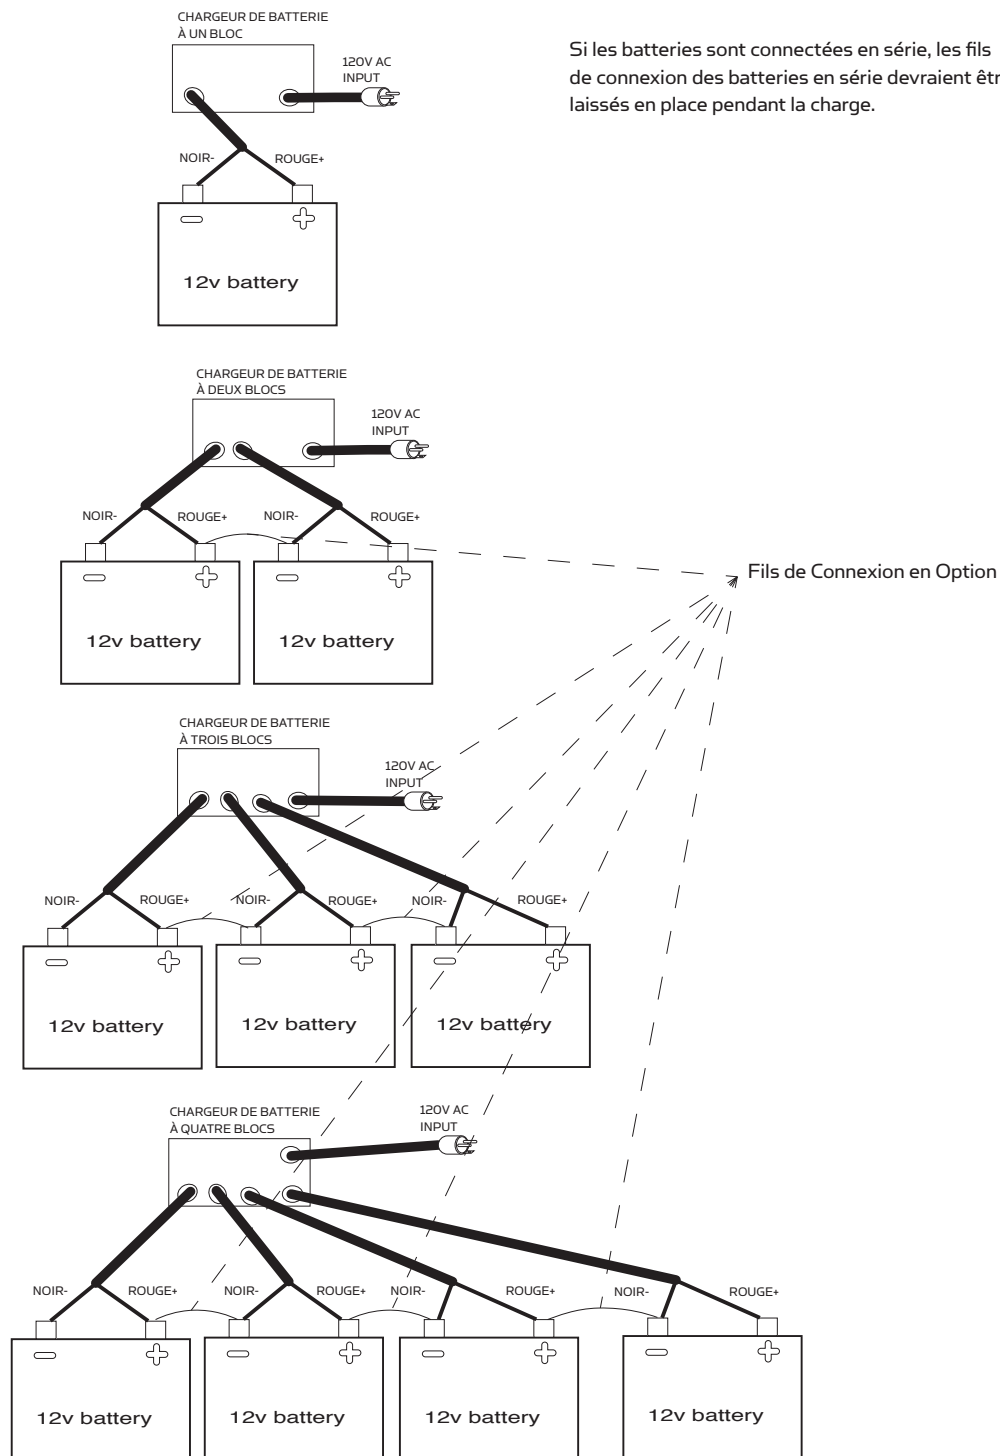 CHARGEUR DE BATTERIE
À UN BLOC
120V AC
INPUT
Si les batteries sont connectées en série, les fils
de connexion des batteries en série devraient êtr
laissés en place pendant la charge.
NOIR- ROUGE+
12v battery
CHARGEUR DE BATTERIE
À DEUX BLOCS
120V AC
INPUT
NOIR- ROUGE+ NOIR- ROUGE+
Fils de Connexion en Option
12v battery 12v battery
CHARGEUR DE BATTERIE
À TROIS BLOCS
120V AC
INPUT
NOIR- ROUGE+ NOIR- ROUGE+ NOIR- ROUGE+
12v battery 12v battery 12v battery
CHARGEUR DE BATTERIE
À QUATRE BLOCS
120V AC
INPUT
NOIR- ROUGE+ NOIR- ROUGE+ NOIR- ROUGE+ NOIR- ROUGE+
12v battery 12v battery 12v battery 12v battery